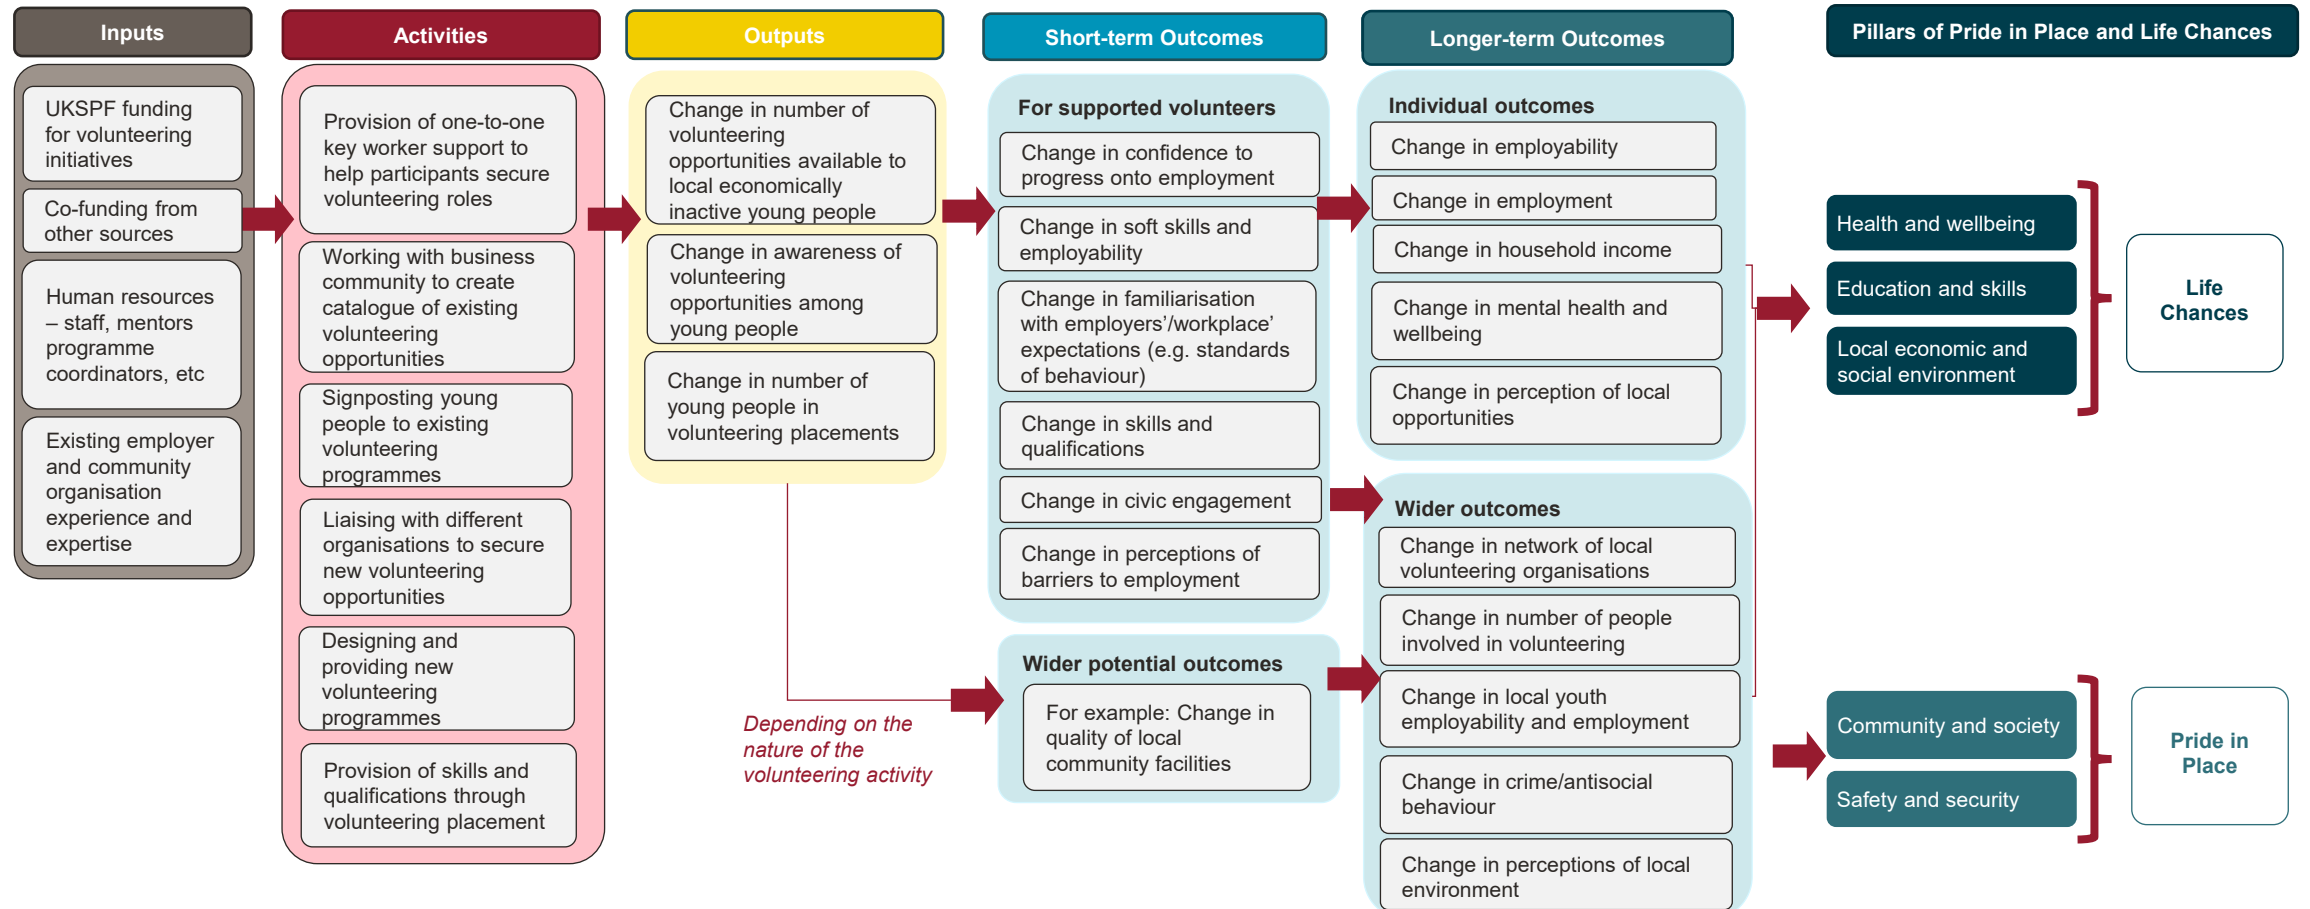 Inputs
Activities
Outputs
Short-term Outcomes
Longer-term Outcomes
Pillars of Pride in Place and Life Chances
UKSPF funding
for volunteering
initiatives
Co-funding from
other sources
Human resources
– staff, mentors
programme
coordinators, etc
Existing employer
and community
organisation
experience and
expertise
Provision of one-to-one
key worker support to
help participants secure
volunteering roles
Working with business
community to create
catalogue of existing
volunteering
opportunities
Signposting young
people to existing
volunteering
programmes
Liaising with different
organisations to secure
new volunteering
opportunities
Designing and
providing new
volunteering
programmes
Provision of skills and
qualifications through
volunteering placement
Change in number of
volunteering
opportunities available to
local economically
inactive young people
Change in awareness of
volunteering
opportunities among
young people
Change in number of
young people in
volunteering placements
Depending on the
nature of the
volunteering activity
For supported volunteers
Change in confidence to
progress onto employment
Change in soft skills and
employability
Change in familiarisation
with employers’/workplace’
expectations (e.g. standards
of behaviour)
Change in skills and
qualifications
Change in civic engagement
Change in perceptions of
barriers to employment
Wider potential outcomes
For example: Change in
quality of local
community facilities
Individual outcomes
Change in employability
Change in employment
Change in household income
Change in mental health and
wellbeing
Change in perception of local
opportunities
Wider outcomes
Change in network of local
volunteering organisations
Change in number of people
involved in volunteering
Change in local youth
employability and employment
Change in crime/antisocial
behaviour
Change in perceptions of local
environment
Health and wellbeing
Education and skills
Local economic and
social environment
Life
Chances
Community and society
Safety and security
Pride in
Place